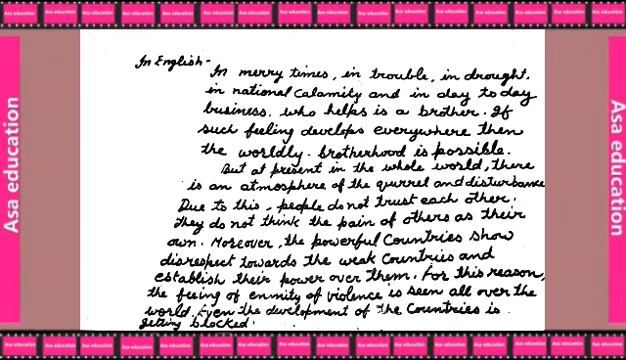 In English-
In merry times, in trouble, in drought.
in national calamity and in day to day
business, who helps is a brother. If
such feeling develops everywhere then
the worldly. brotherhood is possible.
But at present in the whole world, there
is an atmosphere of the qurrel and disturbance
Due to this, people do not trust each other.
They do not think the pain of others as their
own. Moreover, the powerful Countries show
disrespect towards the weak Countries and
establish their power over them. For this reason,
the feeing of enmity of violence is seen all over the
world. Even the development of the Countries is.
getting blocked.
Asa education
Asa education